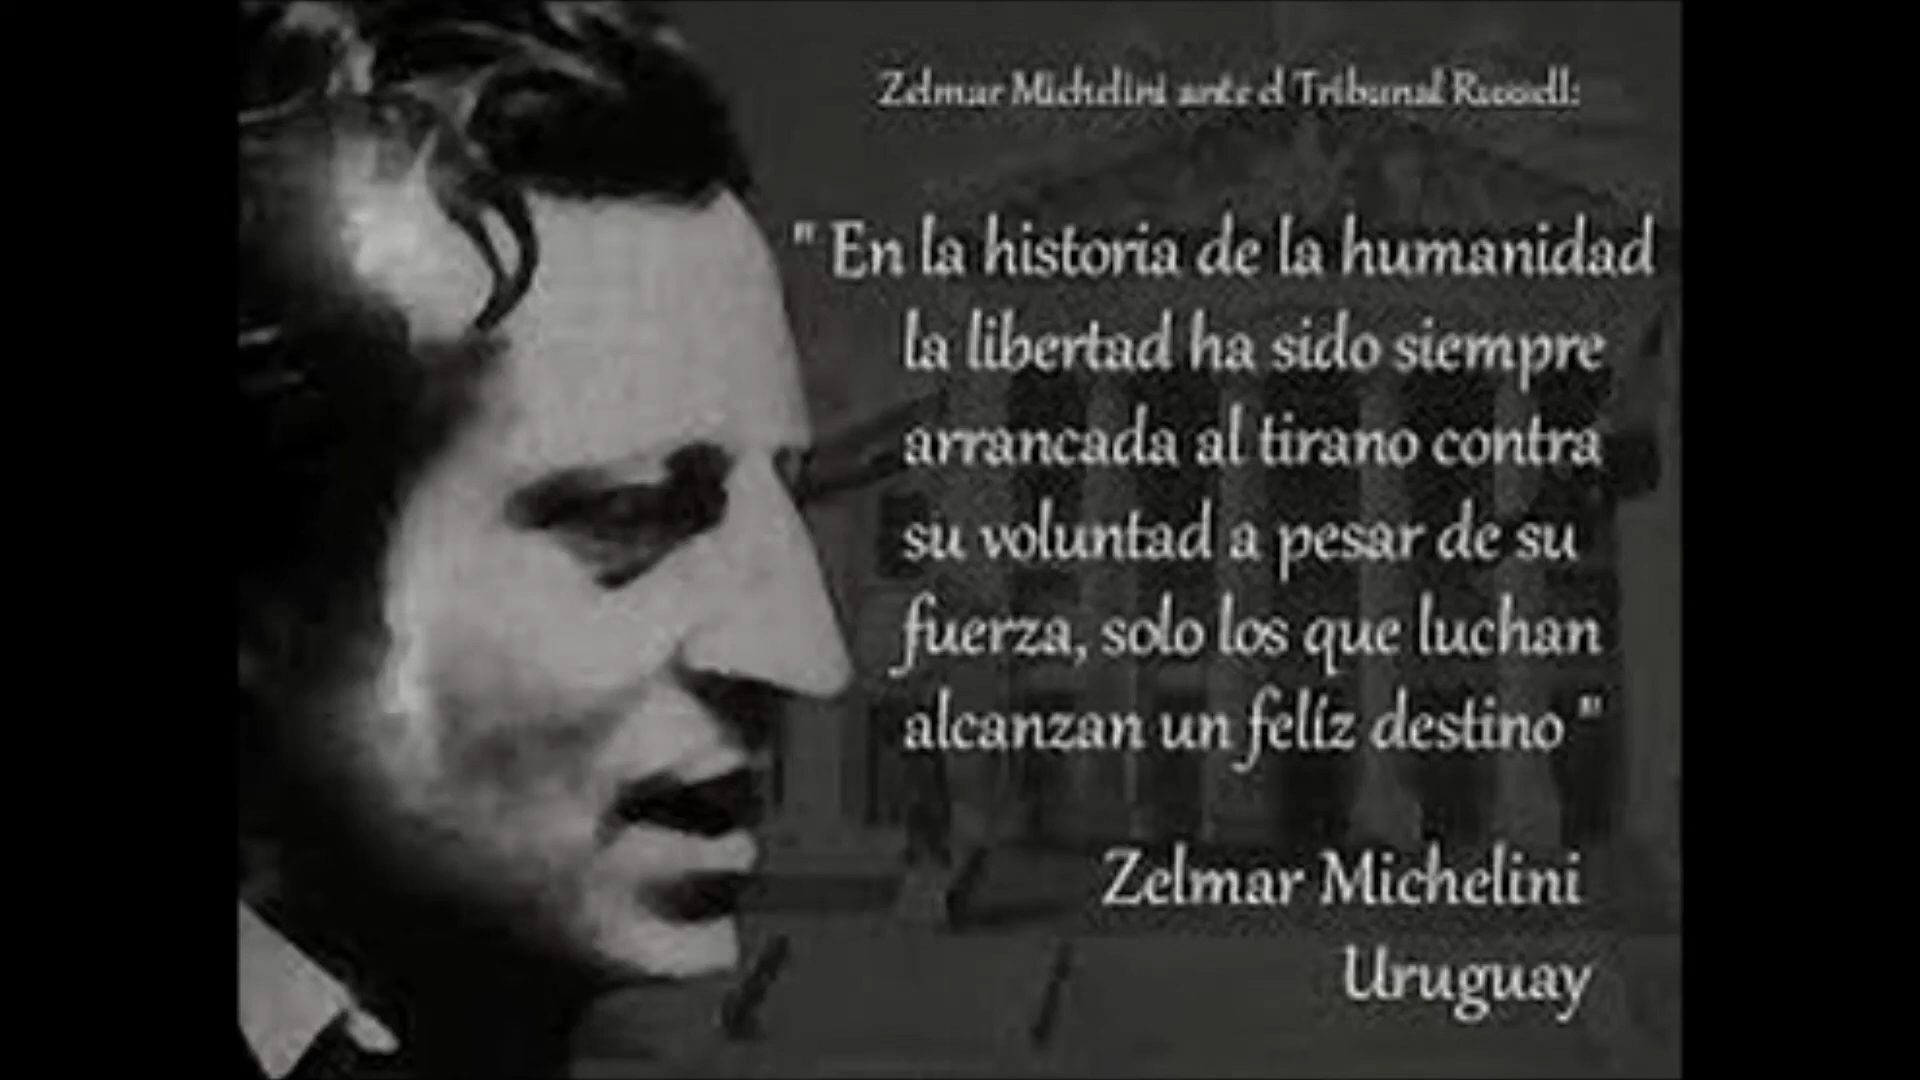 Zelmar Michelini ante el Tribunal Russell:
" En la historia de la humanidad
la libertad ha sido siempre
arrancada al tirano contra
su voluntad a pesar de su
fuerza, solo los que luchan
alcanzan un felíz destino "
Zelmar Michelini
Uruguay